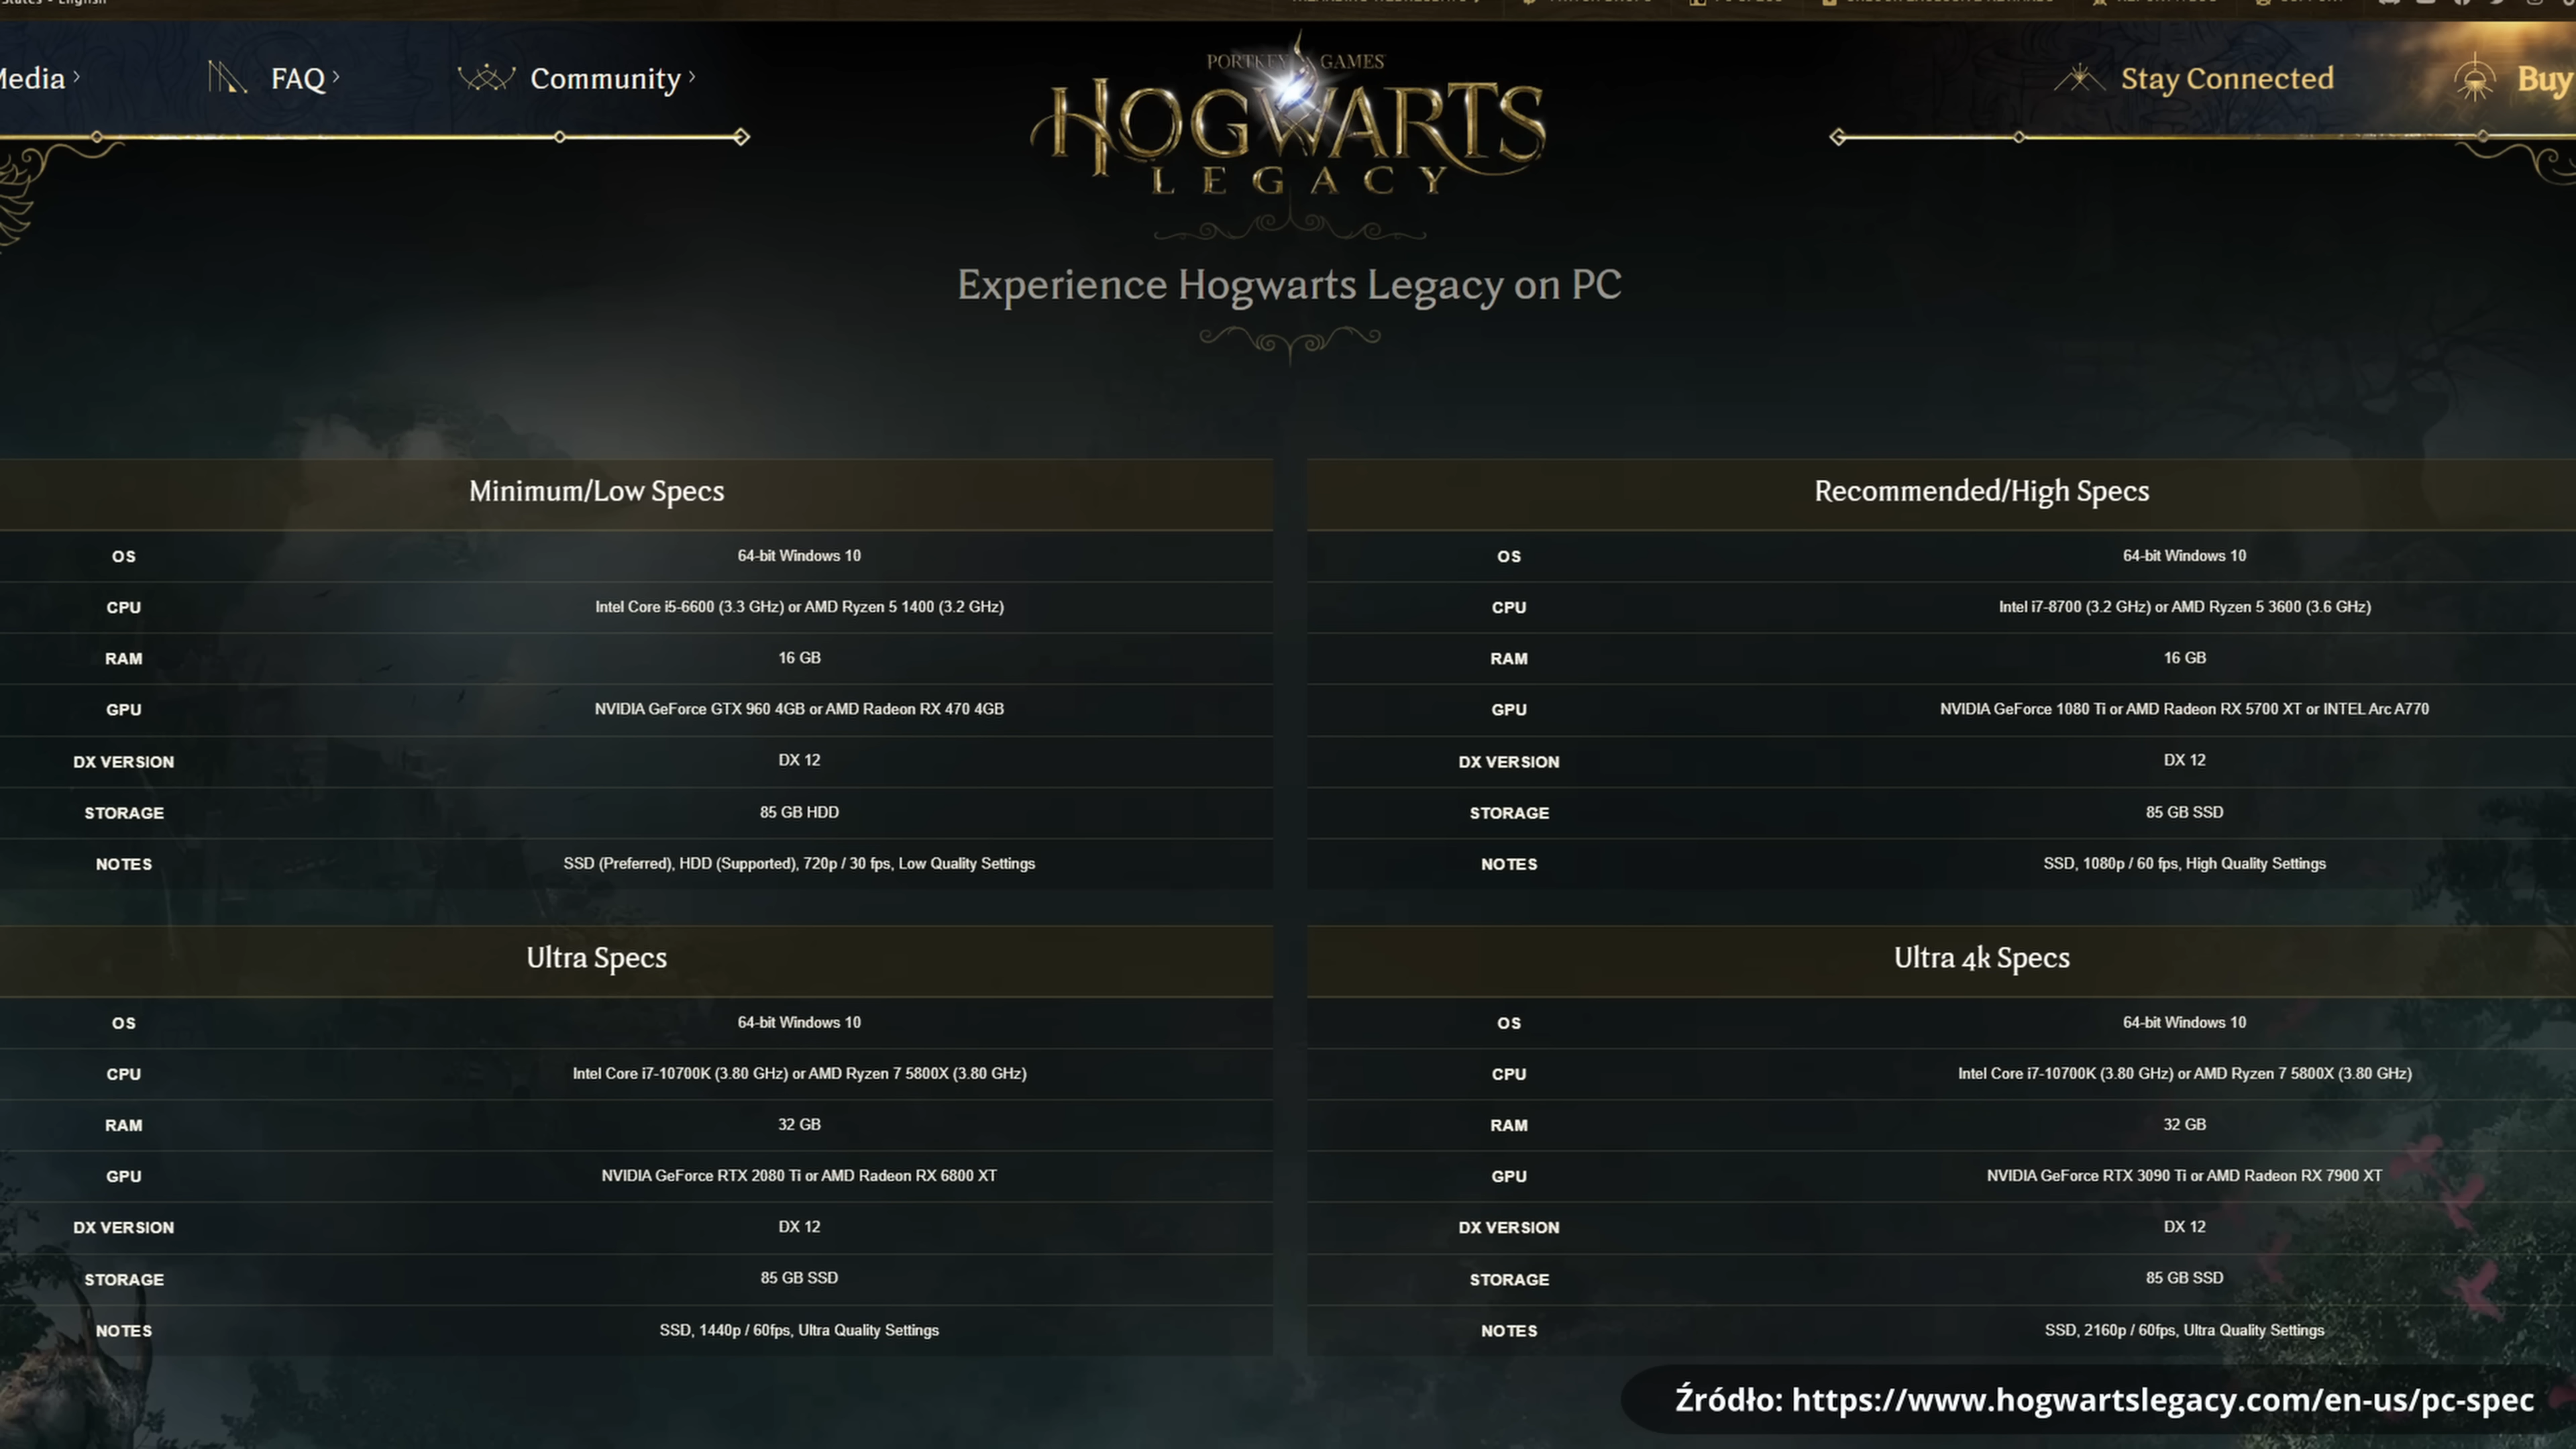 States - English
Media
FAQ
Community
PORTKEY GAMES
HOGWARTS
LEGACY
Stay Connected
Buy
Experience Hogwarts Legacy on PC
Minimum/Low Specs
OS 64-bit Windows 10
CPU Intel Core i5-6600 (3.3 GHz) or AMD Ryzen 5 1400 (3.2 GHz)
RAM 16 GB
GPU NVIDIA GeForce GTX 960 4GB or AMD Radeon RX 470 4GB
DX VERSION DX 12
STORAGE 85 GB HDD
NOTES SSD (Preferred), HDD (Supported), 720p / 30 fps, Low Quality Settings
Recommended/High Specs
OS 64-bit Windows 10
CPU Intel i7-8700 (3.2 GHz) or AMD Ryzen 5 3600 (3.6 GHz)
RAM 16 GB
GPU NVIDIA GeForce 1080 Ti or AMD Radeon RX 5700 XT or INTEL Arc A770
DX VERSION DX 12
STORAGE 85 GB SSD
NOTES SSD, 1080p / 60 fps, High Quality Settings
Ultra Specs
OS 64-bit Windows 10
CPU Intel Core i7-10700K (3.80 GHz) or AMD Ryzen 7 5800X (3.80 GHz)
RAM 32 GB
GPU NVIDIA GeForce RTX 2080 Ti or AMD Radeon RX 6800 XT
DX VERSION DX 12
STORAGE 85 GB SSD
NOTES SSD, 1440p / 60fps, Ultra Quality Settings
Ultra 4k Specs
OS 64-bit Windows 10
CPU Intel Core i7-10700K (3.80 GHz) or AMD Ryzen 7 5800X (3.80 GHz)
RAM 32 GB
GPU NVIDIA GeForce RTX 3090 Ti or AMD Radeon RX 7900 XT
DX VERSION DX 12
STORAGE 85 GB SSD
NOTES SSD, 2160p / 60fps, Ultra Quality Settings
Źródło: https://www.hogwartslegacy.com/en-us/pc-spec